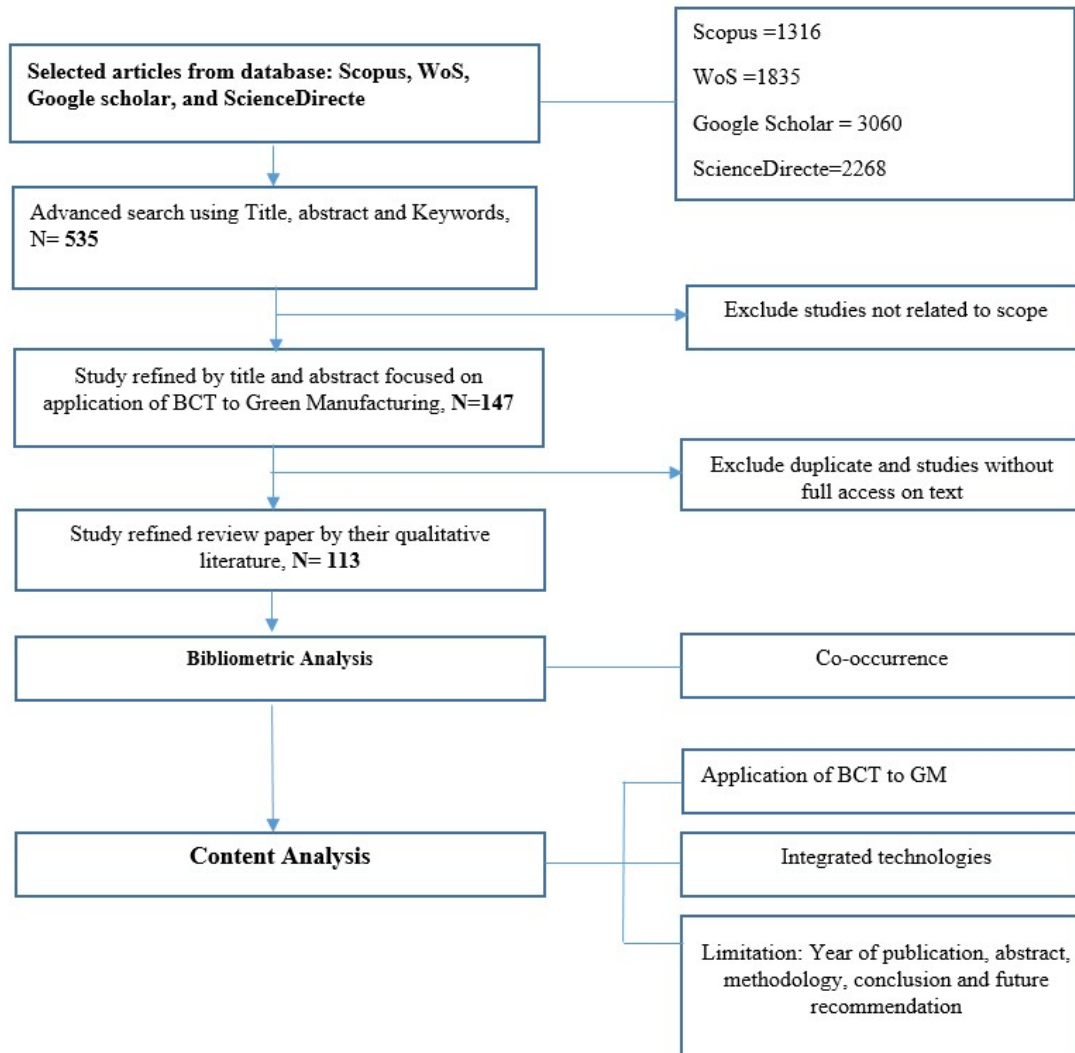 Selected articles from database: Scopus, WoS,
Google scholar, and ScienceDirecte
Scopus =1316
WoS =1835
Google Scholar = 3060
ScienceDirecte=2268
Advanced search using Title, abstract and Keywords,
N= 535
Exclude studies not related to scope
Study refined by title and abstract focused on
application of BCT to Green Manufacturing, N=147
Exclude duplicate and studies without
full access on text
Study refined review paper by their qualitative
literature, N= 113
Bibliometric Analysis
Co-occurrence
Application of BCT to GM
Content Analysis
Integrated technologies
Limitation: Year of publication, abstract,
methodology, conclusion and future
recommendation